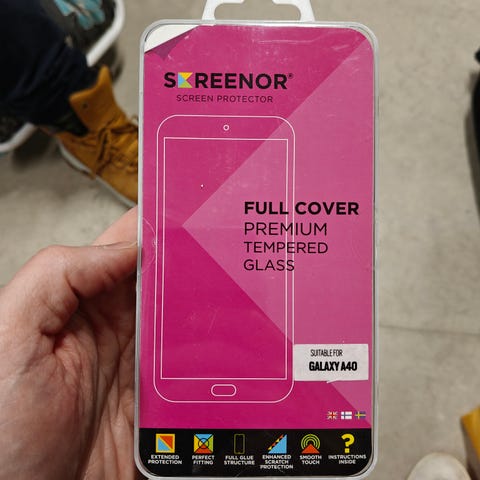 SCREENOR®
SCREEN PROTECTOR
FULL COVER
PREMIUM
TEMPERED
GLASS
SUITABLE FOR
GALAXY A40
EXTENDED
PROTECTION
PERFECT
FITTING
FULL GLUE
STRUCTURE
ENHANCED
SCRATCH
PROTECTION
SMOOTH
TOUCH
?
INSTRUCTIONS
INSIDE